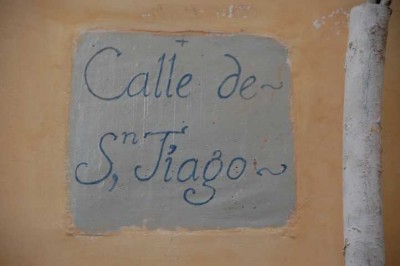 Calle de~
Sⁿ, Tiago~